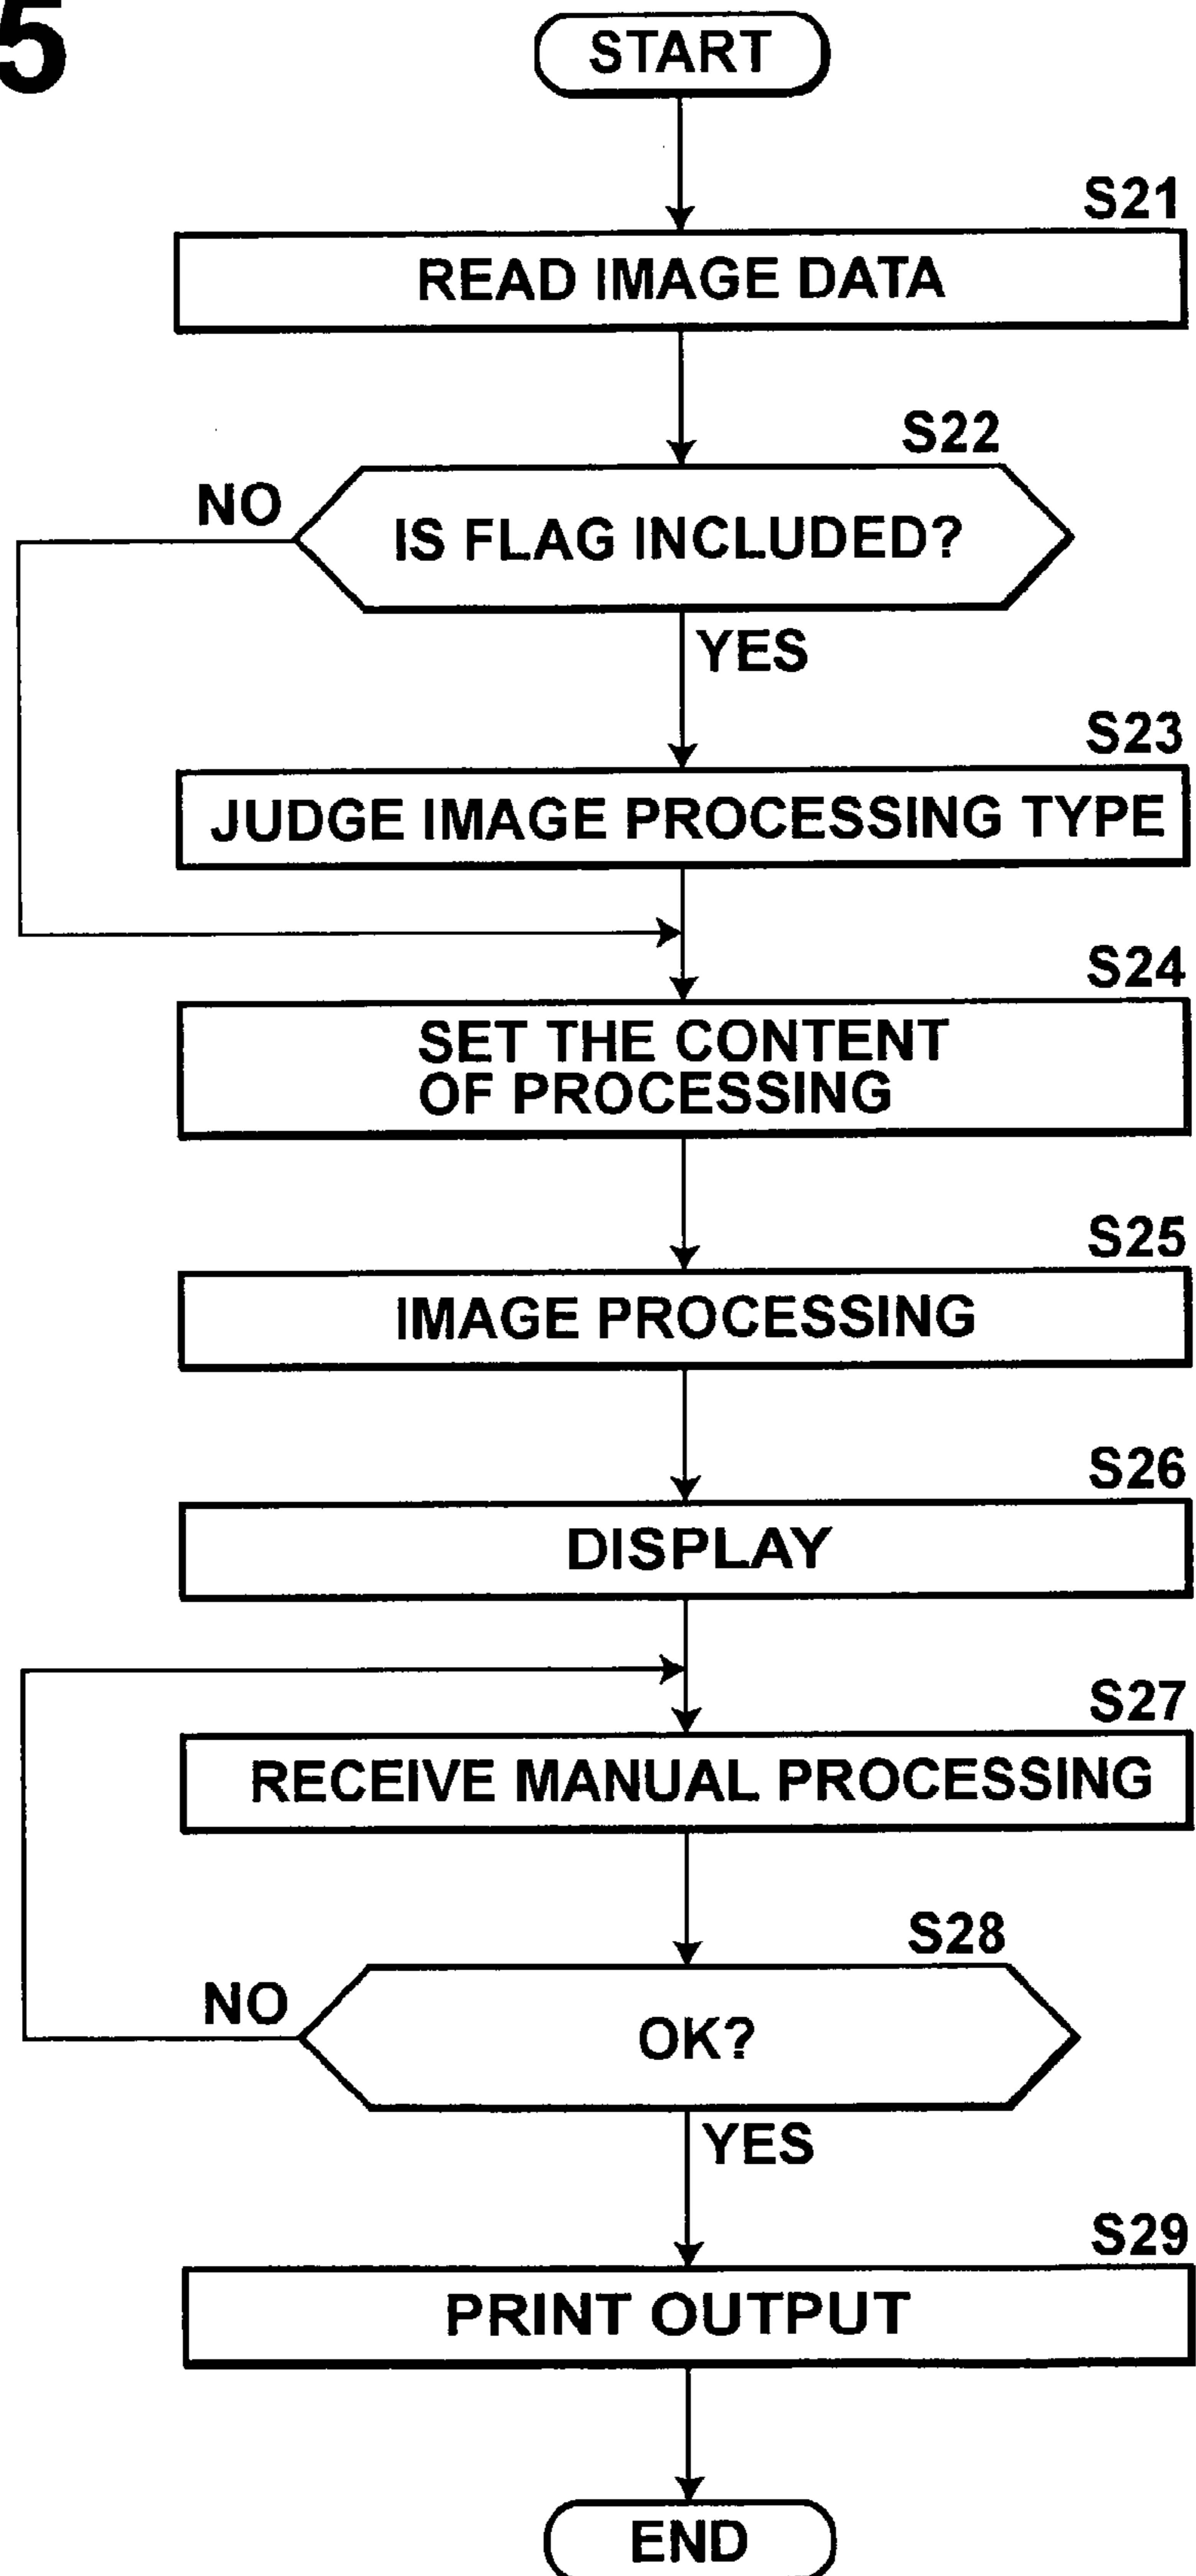 5
START
S21
READ IMAGE DATA
S22
NO
IS FLAG INCLUDED?
YES
S23
JUDGE IMAGE PROCESSING TYPE
S24
SET THE CONTENT
OF PROCESSING
S25
IMAGE PROCESSING
S26
DISPLAY
S27
RECEIVE MANUAL PROCESSING
S28
NO
OK?
YES
S29
PRINT OUTPUT
END